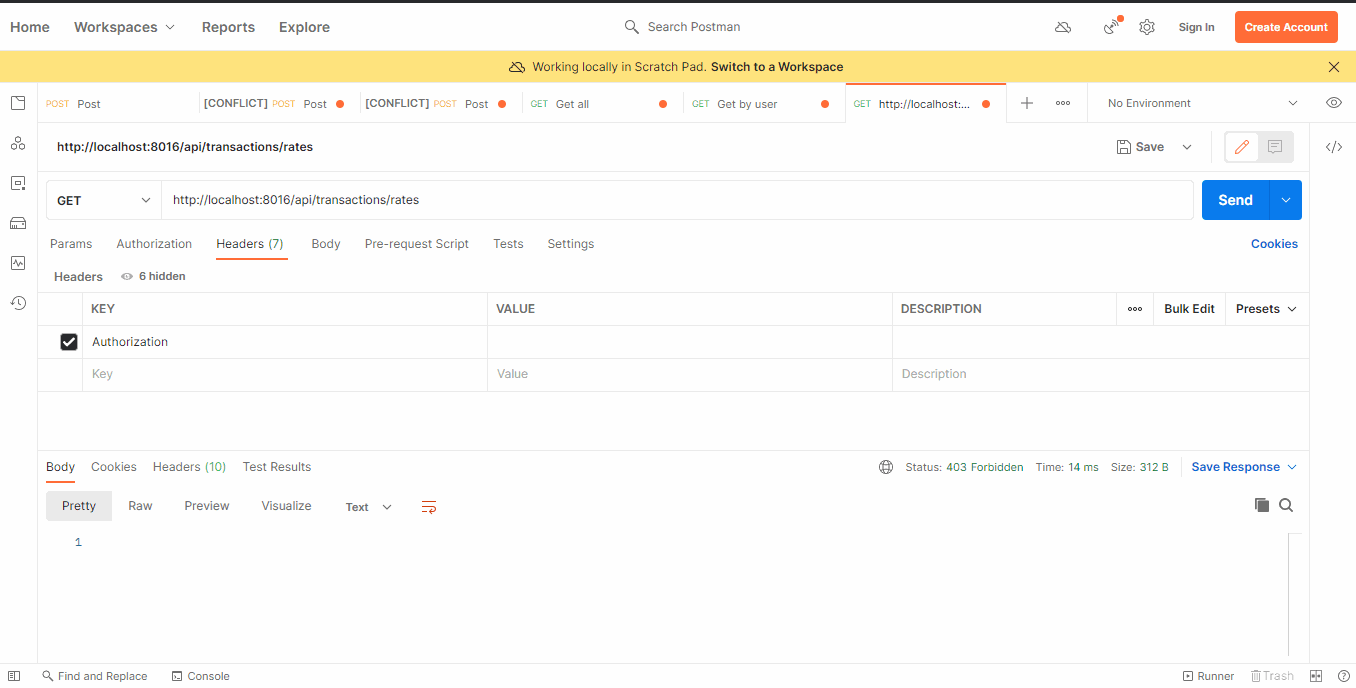 Home Workspaces Reports Explore Search Postman Sign In Create Account
Working locally in Scratch Pad. Switch to a Workspace
POST Post [CONFLICT] POST Post [CONFLICT] POST Post GET Get all GET Get by user GET http://localhost:... No Environment
http://localhost:8016/api/transactions/rates Save
GET http://localhost:8016/api/transactions/rates Send
Params Authorization Headers (7) Body Pre-request Script Tests Settings Cookies
Headers 6 hidden
KEY VALUE DESCRIPTION Bulk Edit Presets
Authorization
Key Value Description
Body Cookies Headers (10) Test Results Status: 403 Forbidden Time: 14 ms Size: 312 B Save Response
Pretty Raw Preview Visualize Text
1
Find and Replace Console Runner Trash